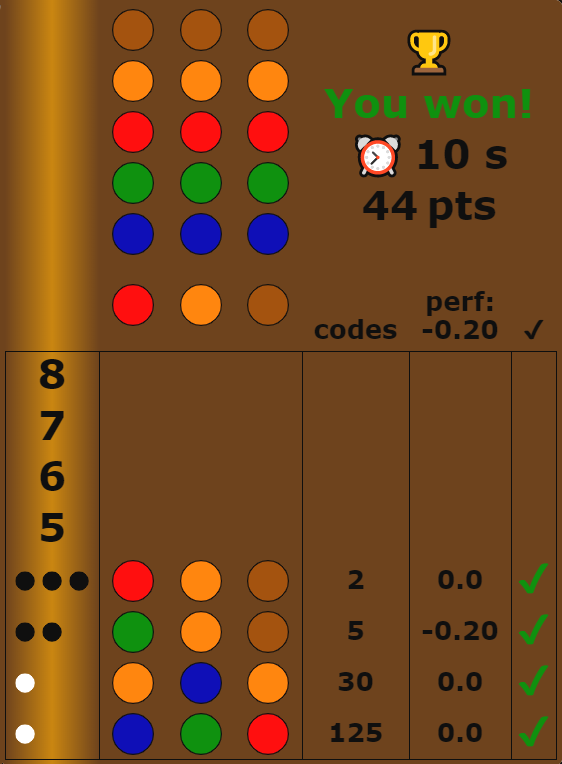 You won!
10 s
44 pts
perf:
codes -0.20 ✓
8
7
6
5
2 0.0 ✓
5 -0.20 ✓
30 0.0 ✓
125 0.0 ✓